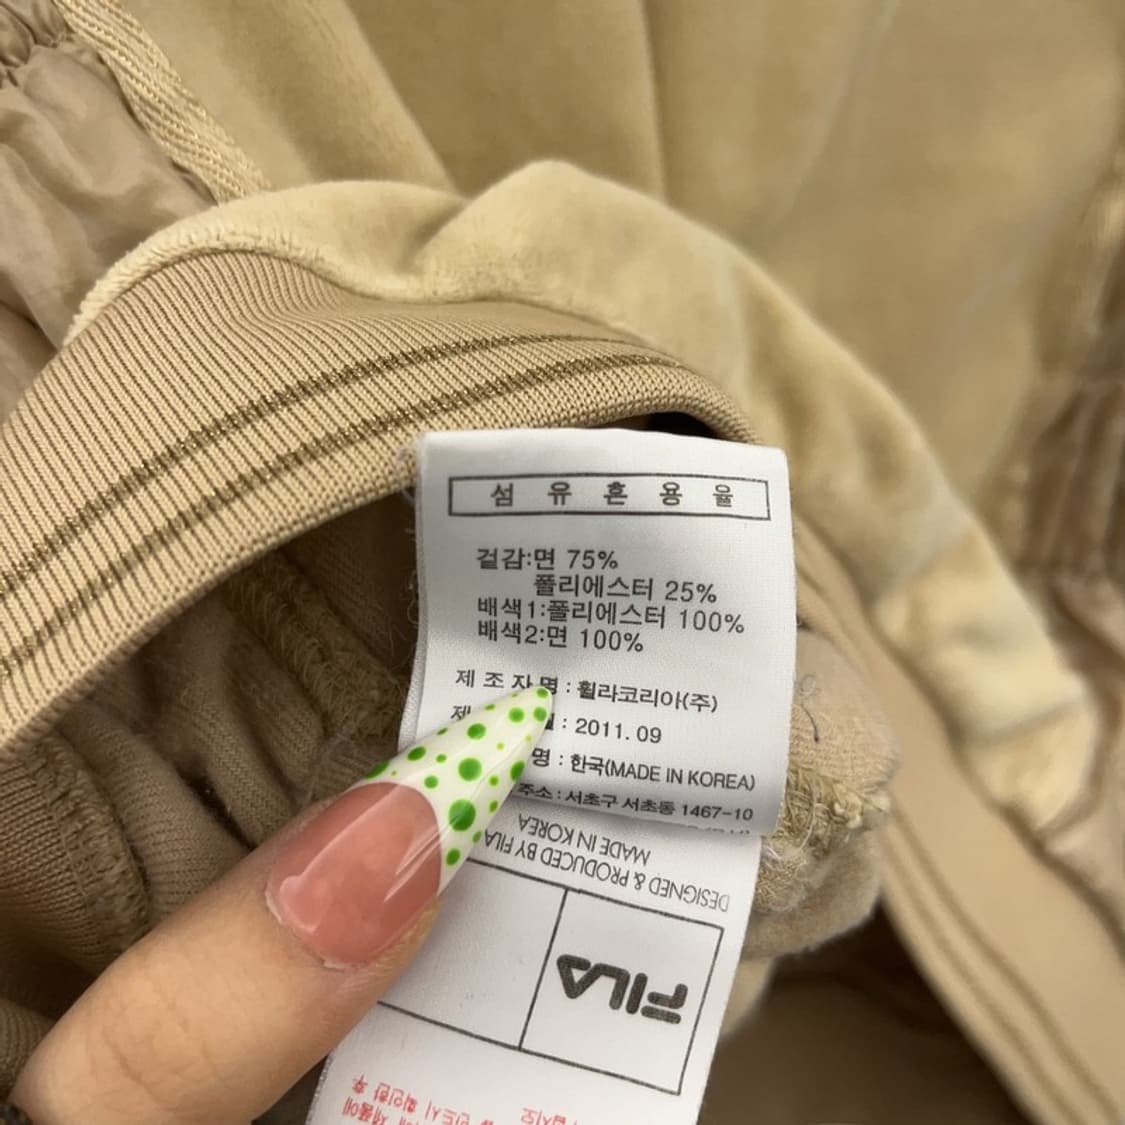 섬유혼용율
겉감:면 75%
폴리에스터 25%
배색1:폴리에스터 100%
배색2:면 100%
제조자명 : 휠라코리아(주)
: 2011.09
명 : 한국(MADE IN KOREA)
주소 : 서초구 서초동 1467-10
DESIGNED & PRODUCED BY FILA
MADE IN KOREA
FILA